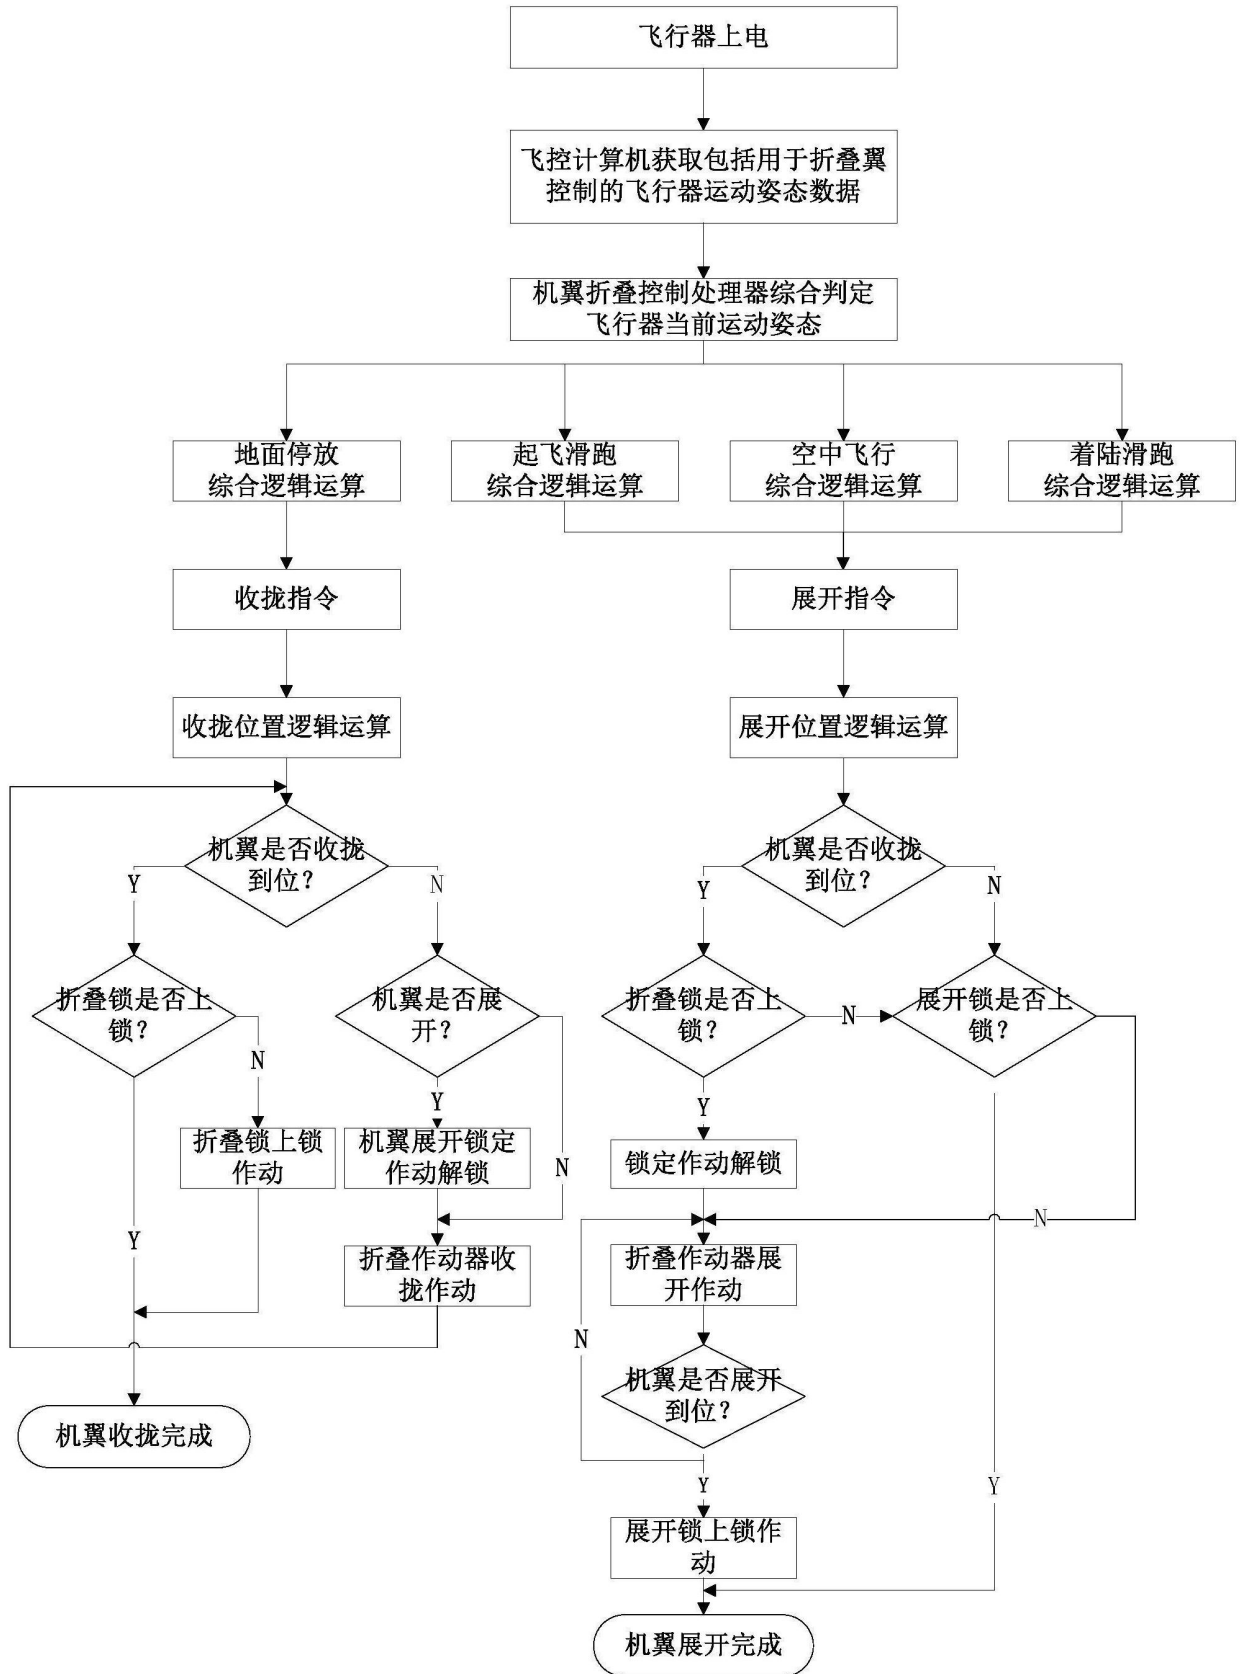 飞行器上电
飞控计算机获取包括用于折叠翼
控制的飞行器运动姿态数据
机翼折叠控制处理器综合判定
飞行器当前运动姿态
地面停放
综合逻辑运算
起飞滑跑
综合逻辑运算
空中飞行
综合逻辑运算
着陆滑跑
综合逻辑运算
收拢指令
展开指令
收拢位置逻辑运算
展开位置逻辑运算
机翼是否收拢
到位?
Y
N
机翼是否收拢
到位?
Y
N
折叠锁是否上
锁?
N
Y
机翼是否展
开?
Y
N
折叠锁是否上
锁?
N
Y
展开锁是否上
锁?
N
Y
折叠锁上锁
作动
机翼展开锁定
作动解锁
锁定作动解锁
折叠作动器收
拢作动
折叠作动器展
开作动
N
机翼是否展开
到位?
Y
机翼收拢完成
展开锁上锁作
动
机翼展开完成